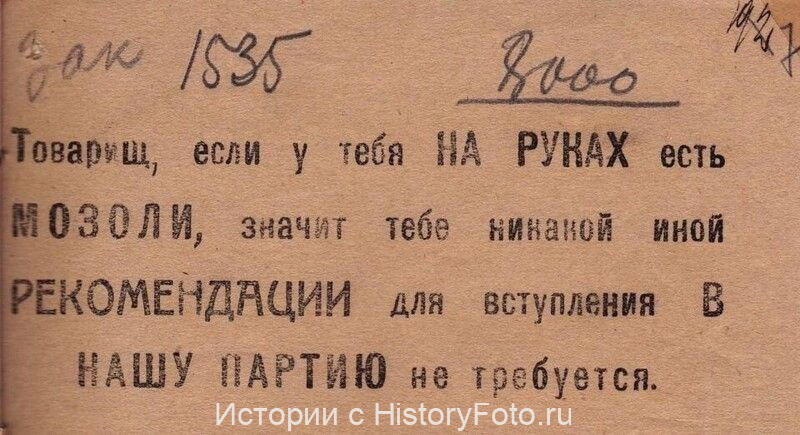 зак 1535 3000 1927
Товарищ, если у тебя НА РУКАХ есть
МОЗОЛИ, значит тебе никакой иной
РЕКОМЕНДАЦИИ для вступления В
НАШУ ПАРТИЮ не требуется.
Истории с HistoryFoto.ru